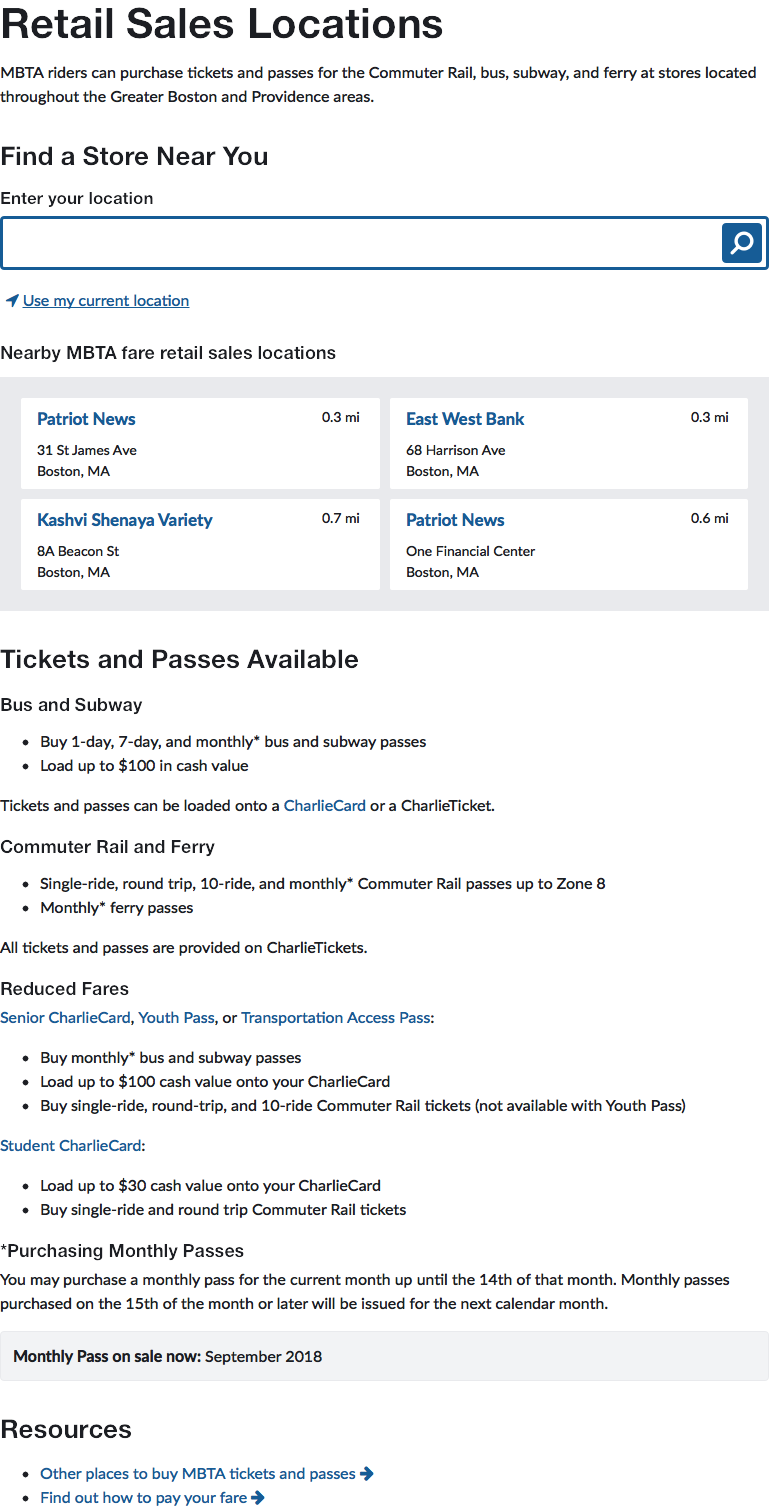 Retail Sales Locations
MBTA riders can purchase tickets and passes for the Commuter Rail, bus, subway, and ferry at stores located
throughout the Greater Boston and Providence areas.
Find a Store Near You
Enter your location
Use my current location
Nearby MBTA fare retail sales locations
Patriot News 0.3 mi
31 St James Ave
Boston, MA
East West Bank 0.3 mi
68 Harrison Ave
Boston, MA
Kashvi Shenaya Variety 0.7 mi
8A Beacon St
Boston, MA
Patriot News 0.6 mi
One Financial Center
Boston, MA
Tickets and Passes Available
Bus and Subway
• Buy 1-day, 7-day, and monthly* bus and subway passes
• Load up to $100 in cash value
Tickets and passes can be loaded onto a CharlieCard or a CharlieTicket.
Commuter Rail and Ferry
• Single-ride, round trip, 10-ride, and monthly* Commuter Rail passes up to Zone 8
• Monthly* ferry passes
All tickets and passes are provided on CharlieTickets.
Reduced Fares
Senior CharlieCard, Youth Pass, or Transportation Access Pass:
• Buy monthly* bus and subway passes
• Load up to $100 cash value onto your CharlieCard
• Buy single-ride, round-trip, and 10-ride Commuter Rail tickets (not available with Youth Pass)
Student CharlieCard:
• Load up to $30 cash value onto your CharlieCard
• Buy single-ride and round trip Commuter Rail tickets
*Purchasing Monthly Passes
You may purchase a monthly pass for the current month up until the 14th of that month. Monthly passes
purchased on the 15th of the month or later will be issued for the next calendar month.
Monthly Pass on sale now: September 2018
Resources
• Other places to buy MBTA tickets and passes
• Find out how to pay your fare